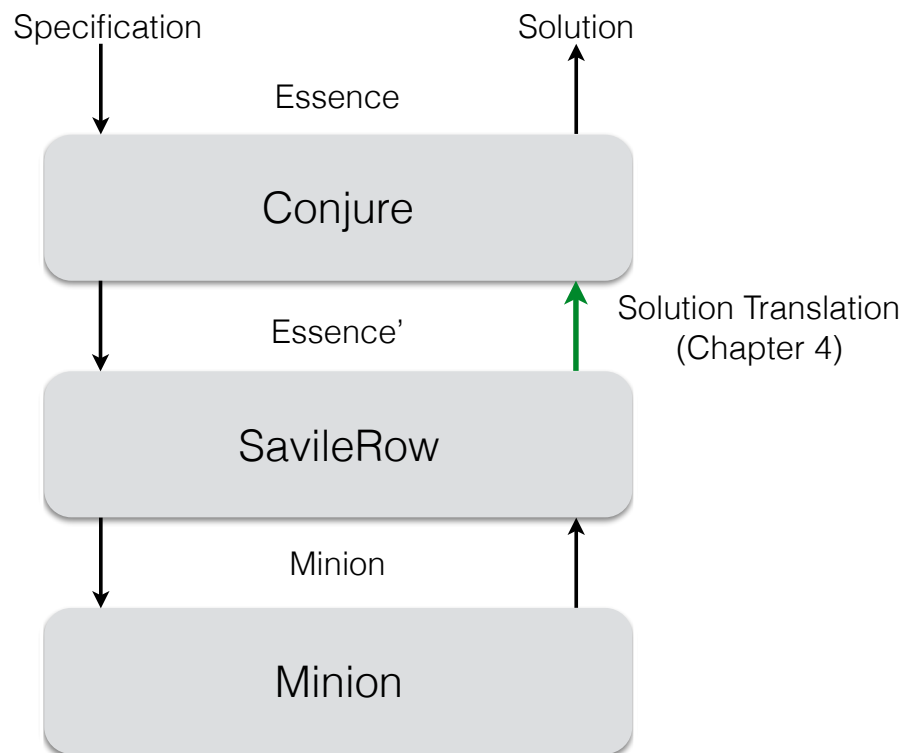 Specification
Solution
Essence
Conjure
Essence’
Solution Translation
(Chapter 4)
SavileRow
Minion
Minion